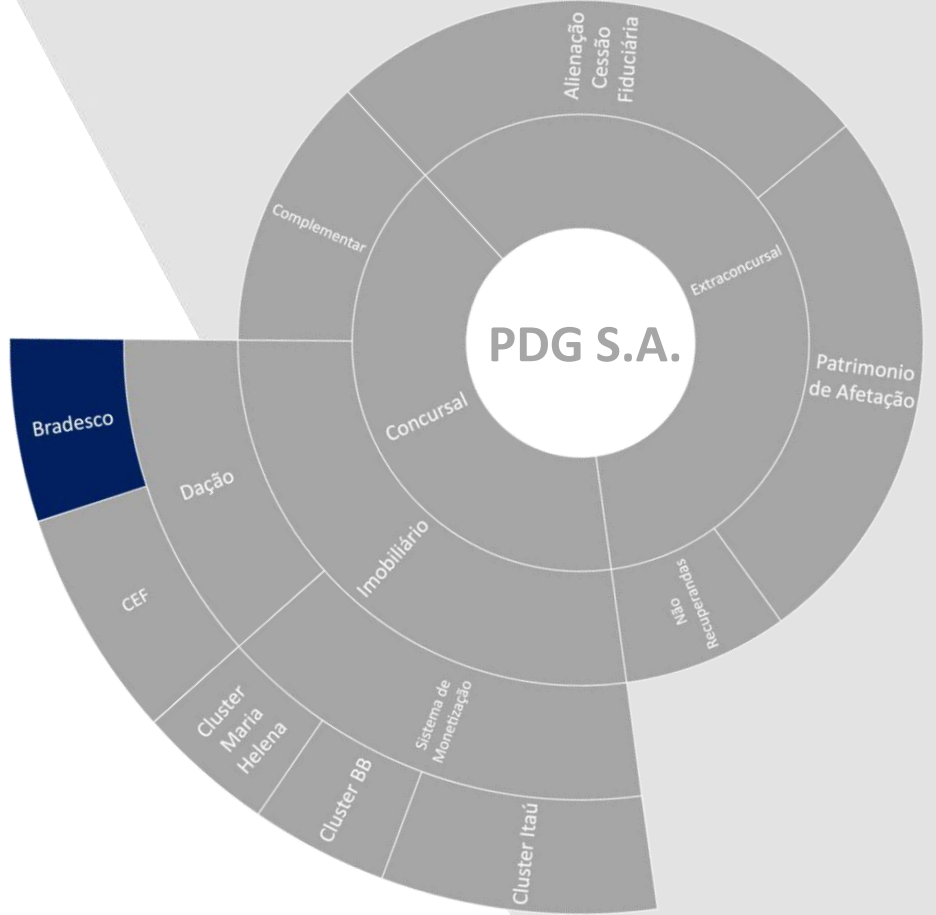 PDG S.A.
Alienação
Cessão
Fiduciária
Complementar
Extraconcursal
Patrimonio
de Afetação
Concursal
Bradesco
Dação
Imobiliário
CEF
Não
Recuperandas
Sistema de
Monetização
Cluster
Maria
Helena
Cluster BB
Cluster Itaú